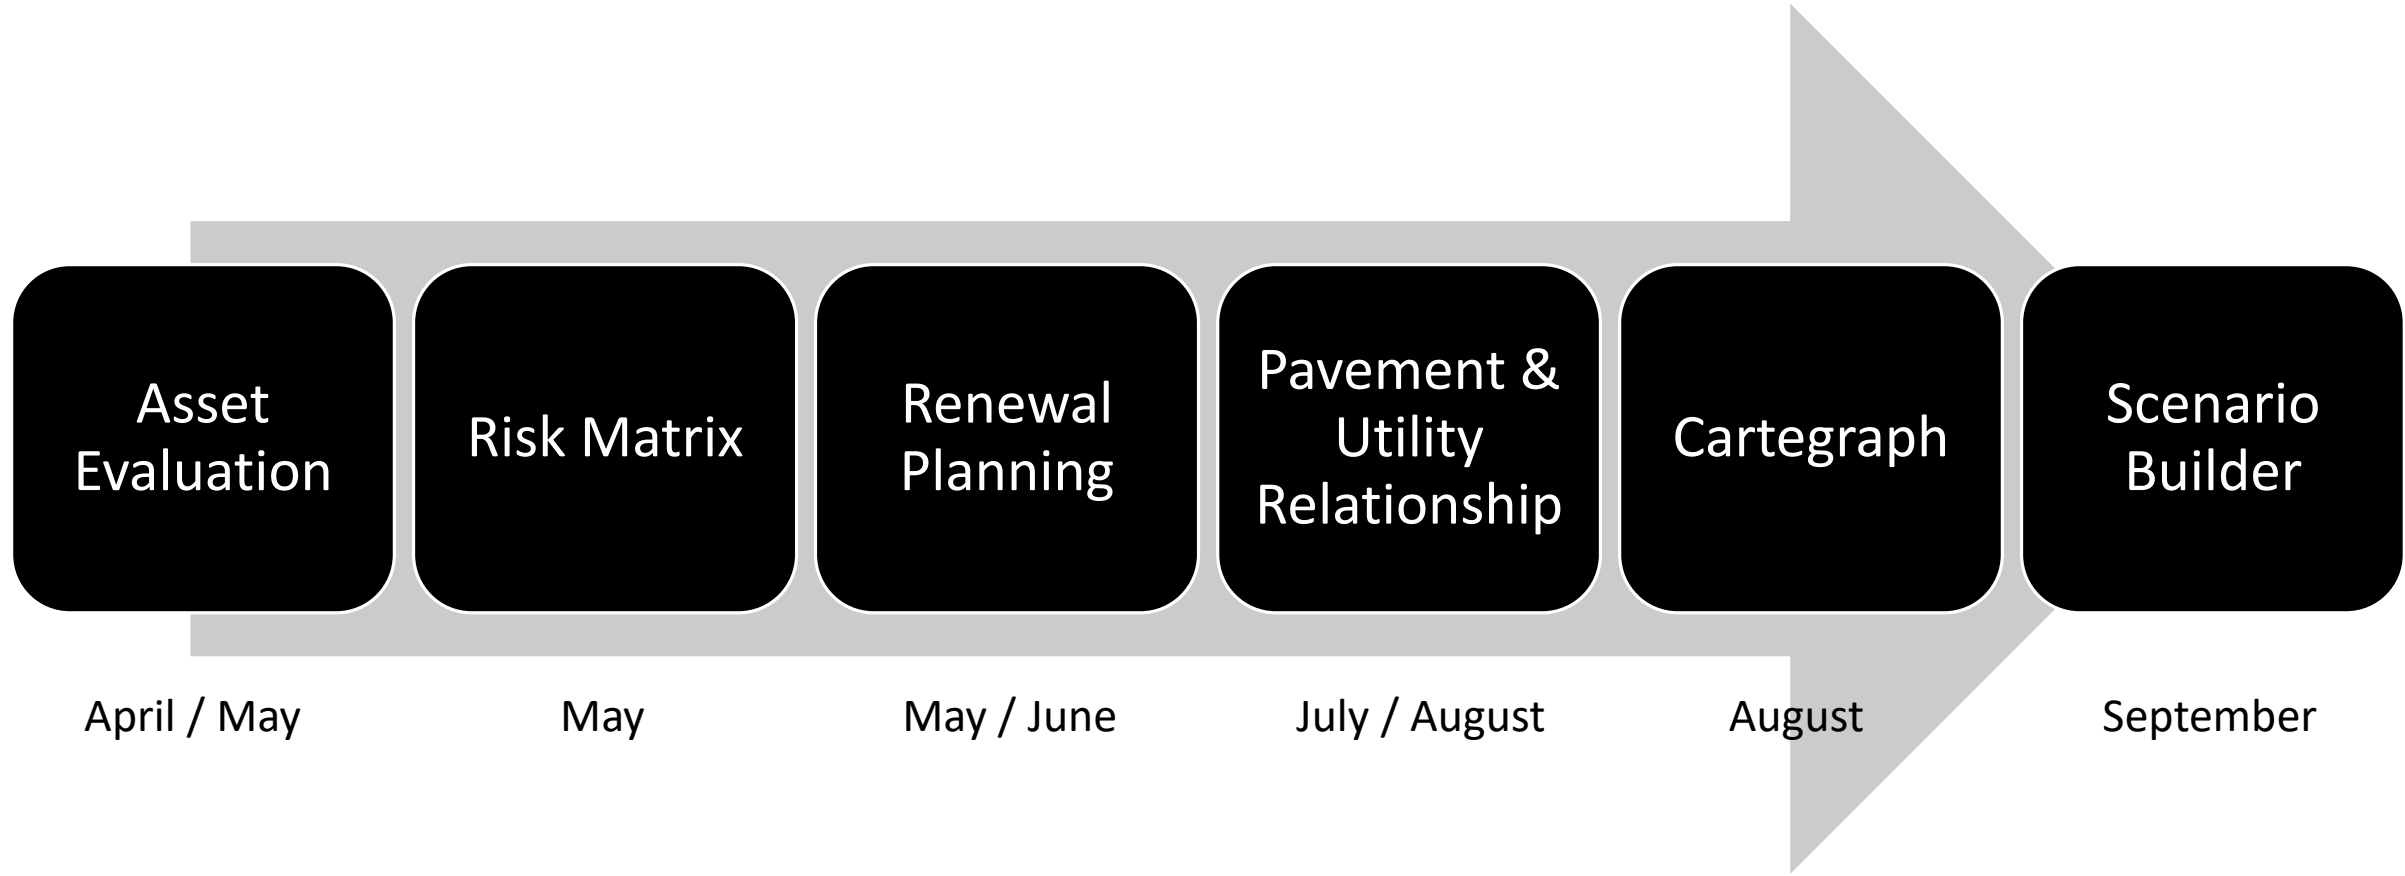 Asset
Evaluation
Risk Matrix
Renewal
Planning
Pavement &
Utility
Relationship
Cartegraph
Scenario
Builder
April / May
May
May / June
July / August
August
September